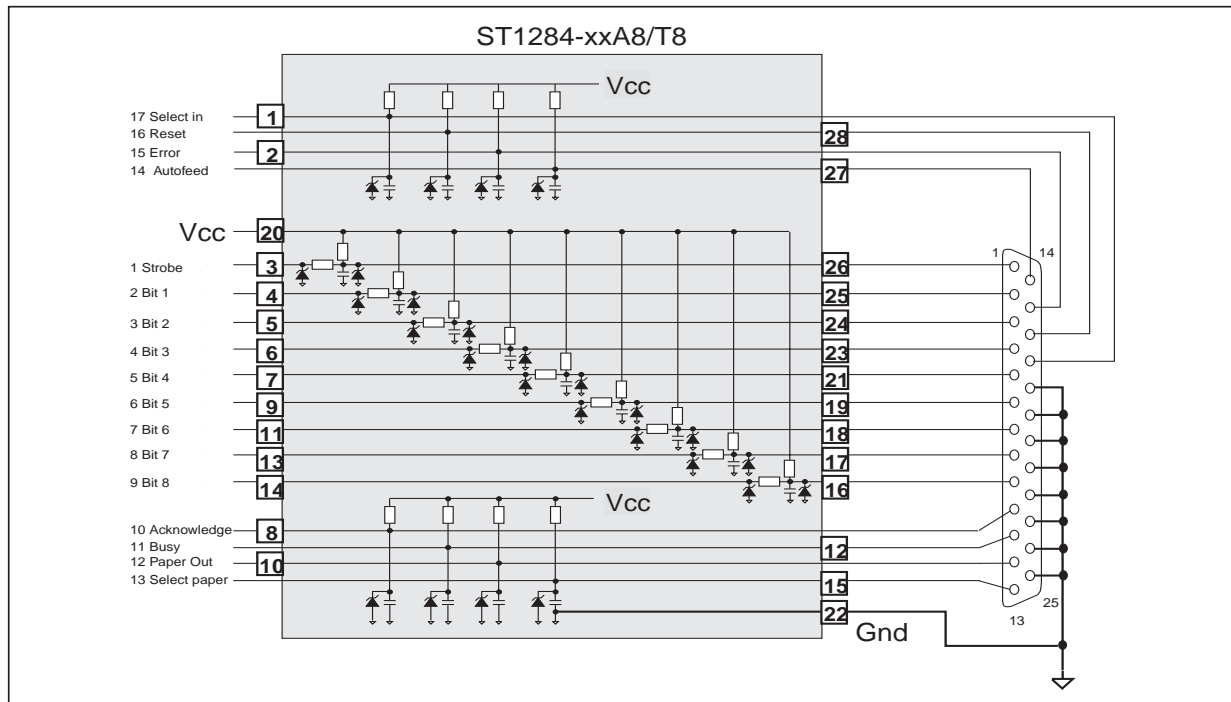 ST1284-xxA8/T8
Vcc
17 Select in
1
16 Reset
28
15 Error
2
14 Autofeed
27
Vcc
20
1 Strobe
3
26
1
14
2 Bit 1
4
25
3 Bit 2
5
24
4 Bit 3
6
23
5 Bit 4
7
21
6 Bit 5
9
19
7 Bit 6
11
18
8 Bit 7
13
17
9 Bit 8
14
16
Vcc
10 Acknowledge
8
11 Busy
12
12 Paper Out
10
13 Select paper
15
22
Gnd
13
25